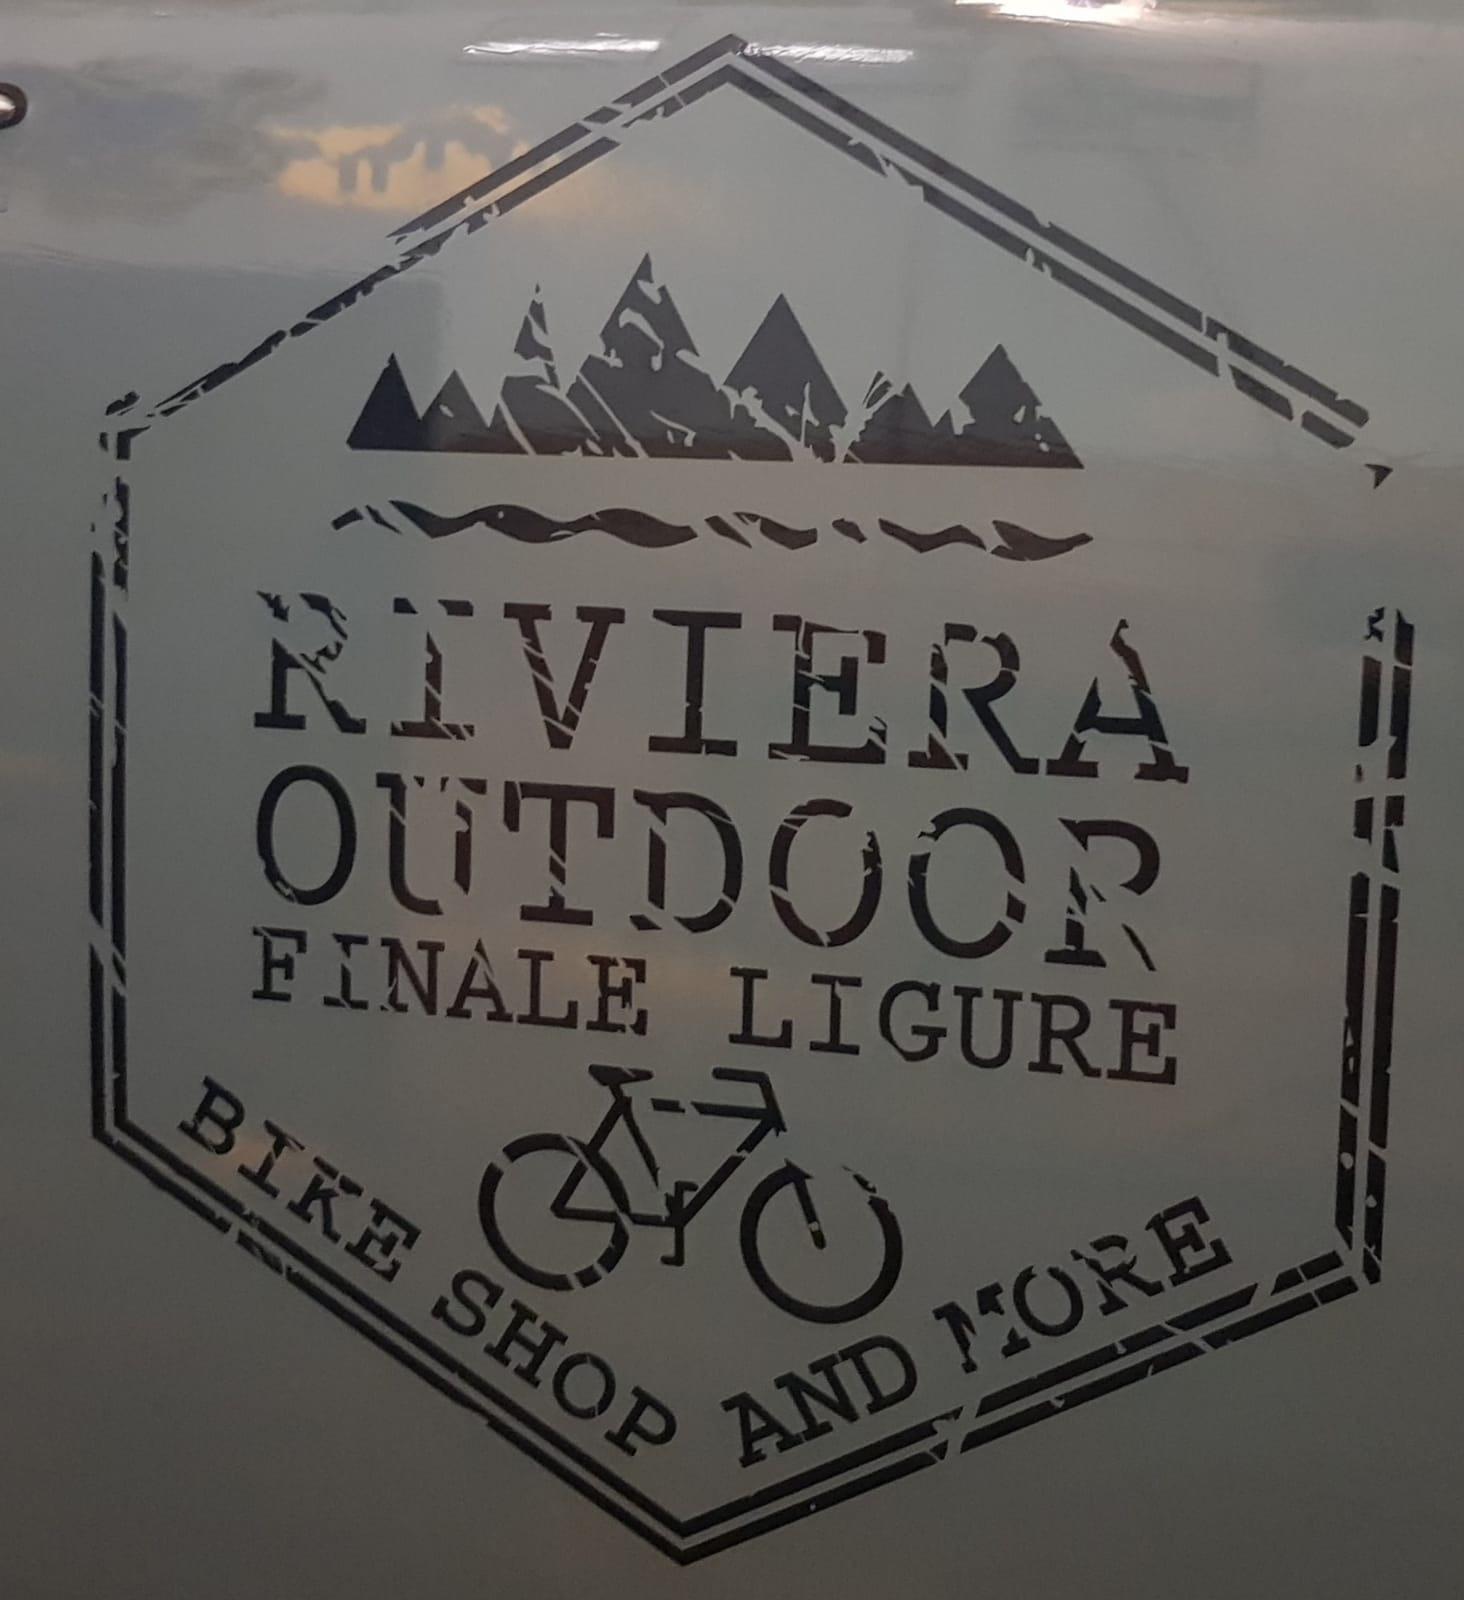 RIVIERA
OUTDOOR
FINALE LIGURE
BIKE SHOP AND MORE